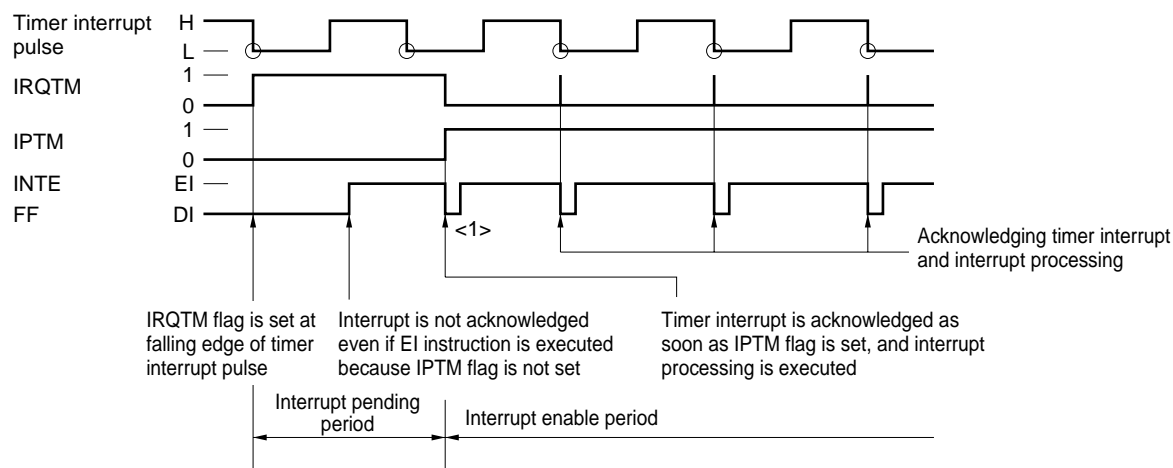 Timer interrupt
pulse
H
L
IRQTM
1
0
IPTM
1
0
INTE
FF
EI
DI
<1>
Acknowledging timer interrupt
and interrupt processing
IRQTM flag is set at
falling edge of timer
interrupt pulse
Interrupt is not acknowledged
even if EI instruction is executed
because IPTM flag is not set
Timer interrupt is acknowledged as
soon as IPTM flag is set, and interrupt
processing is executed
Interrupt pending
period
Interrupt enable period